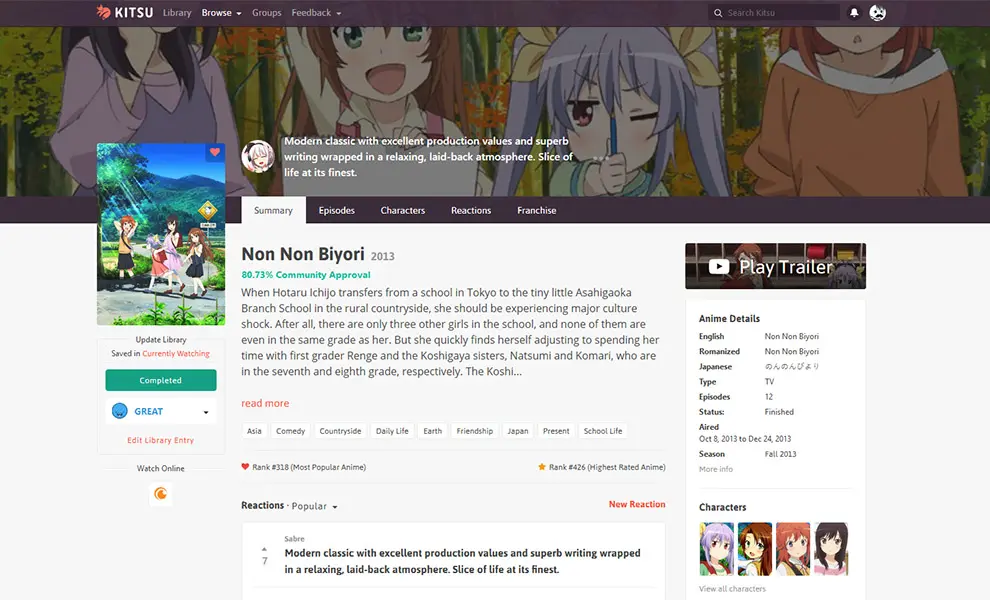 KITSU
Library
Browse
Groups
Feedback
Search Kitsu
Modern classic with excellent production values and superb
writing wrapped in a relaxing, laid-back atmosphere. Slice of
life at its finest.
Summary
Episodes
Characters
Reactions
Franchise
Update Library
Saved in Currently Watching
Completed
GREAT
Edit Library Entry
Watch Online
Non Non Biyori 2013
80.73% Community Approval
When Hotaru Ichijo transfers from a school in Tokyo to the tiny little Asahigaoka
Branch School in the rural countryside, she should be experiencing major culture
shock. After all, there are only three other girls in the school, and none of them are
even in the same grade as her. But she quickly finds herself adjusting to spending her
time with first grader Renge and the Koshigaya sisters, Natsumi and Komari, who are
in the seventh and eighth grade, respectively. The Koshi...
read more
Asia
Comedy
Countryside
Daily Life
Earth
Friendship
Japan
Present
School Life
Rank #318 (Most Popular Anime)
Rank #426 (Highest Rated Anime)
Reactions · Popular
New Reaction
7
Sabre
Modern classic with excellent production values and superb writing wrapped
in a relaxing, laid-back atmosphere. Slice of life at its finest.
Play Trailer
Anime Details
English Non Non Biyori
Romanized Non Non Biyori
Japanese のんのんびより
Type TV
Episodes 12
Status: Finished
Aired
Oct 8, 2013 to Dec 24, 2013
Season Fall 2013
More info
Characters
View all characters